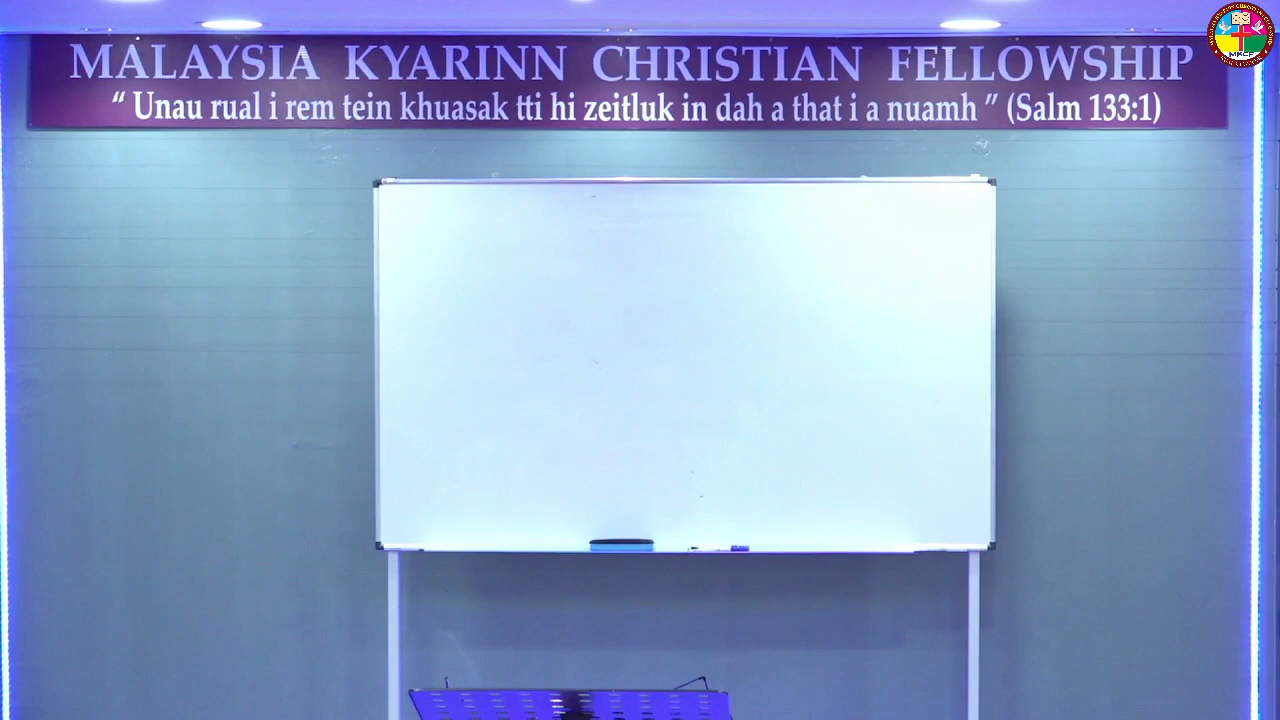 MALAYSIA KYARINN CHRISTIAN FELLOWSHIP
“ Unau rual i rem tein khuasak tti hi zeitluk in dah a that i a nuamh ” (Salm 133:1)
MKCF